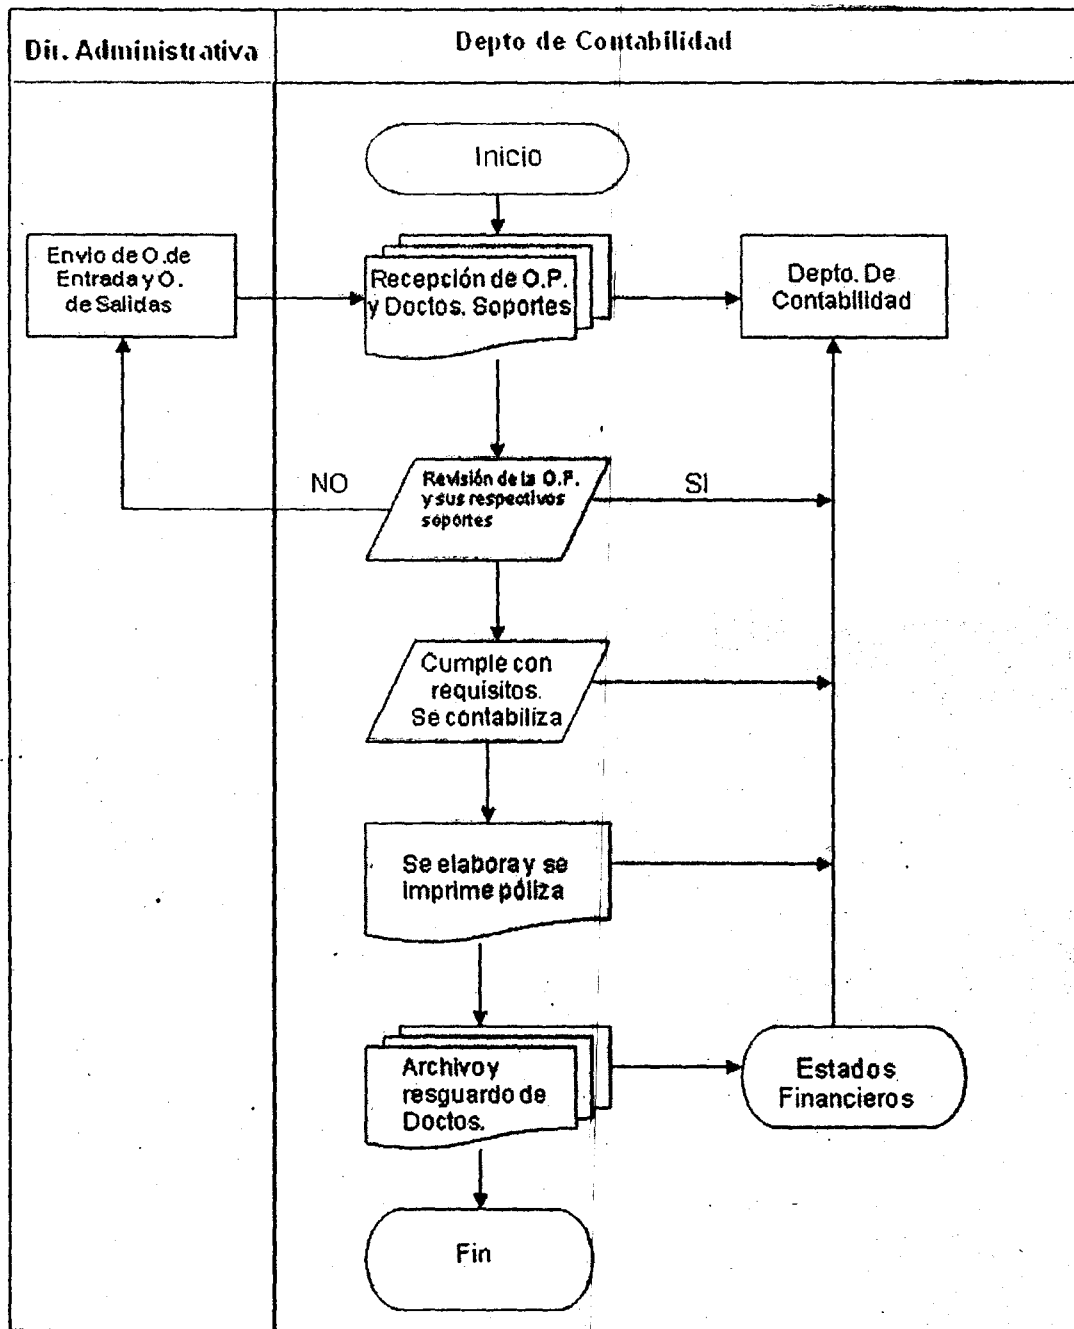 Dir. Administrativa
Depto de Contabilidad
Inicio
Envio de O .de
Entrada y O .
de Salidas
Recepción de O.P.
y Doctos. Soportes
Depto. De
Contabilidad
NO
Revisión de la O.P.
y sus respectivos
soportes
SI
Cumple con
requisitos.
Se contabiliza
Se elabora y se
imprime póliza
Archivo y
resguardo de
Doctos.
Estados
Financieros
Fin